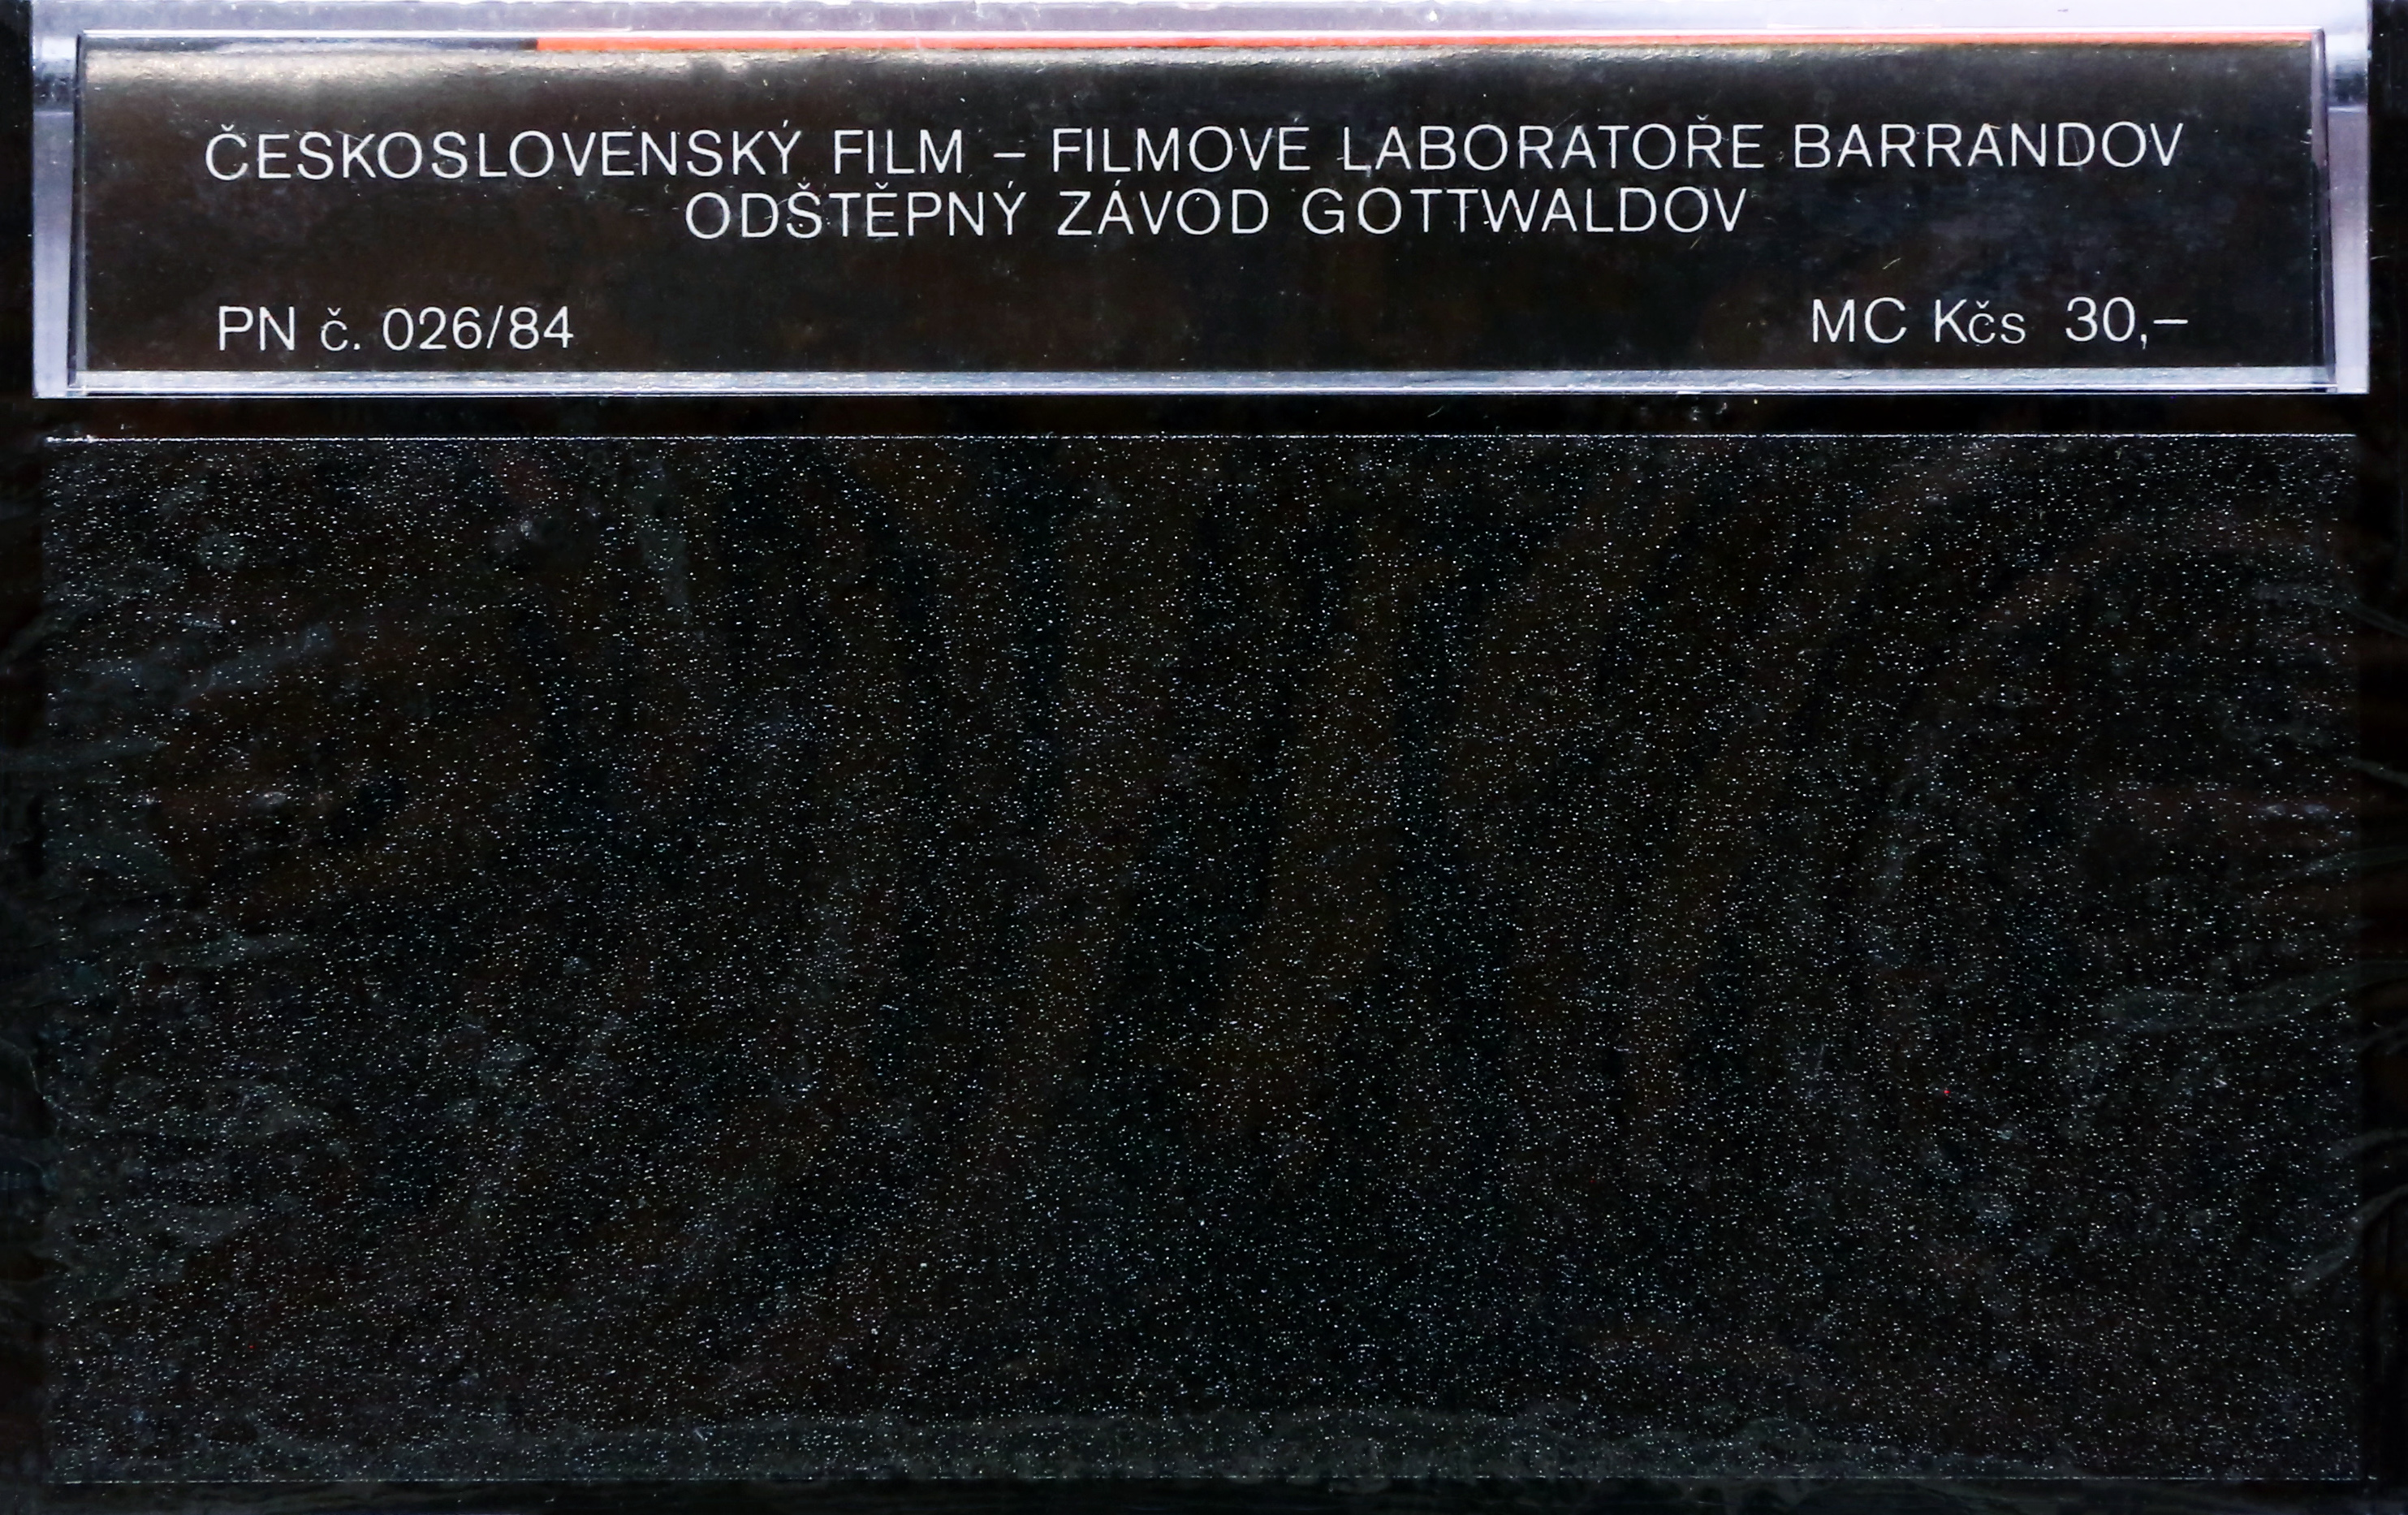 ČESKOSLOVENSKÝ FILM – FILMOVÉ LABORATOŘE BARRANDOV
ODŠTĚPNÝ ZÁVOD GOTTWALDOV
PN č. 026/84
MC Kčs 30,–